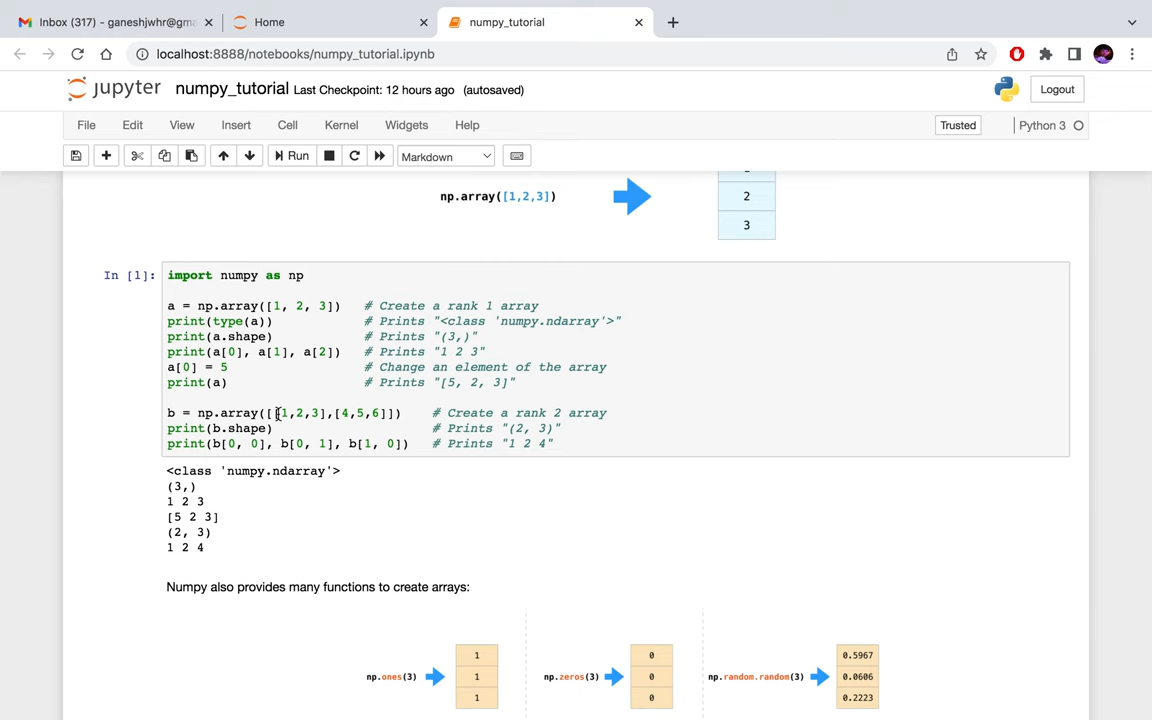 Inbox (317) - ganeshjwhr@gma
Home
numpy_tutorial
localhost:8888/notebooks/numpy_tutorial.ipynb
jupyter numpy_tutorial Last Checkpoint: 12 hours ago (autosaved)
Logout
File Edit View Insert Cell Kernel Widgets Help
Trusted
Python 3
Run
Markdown
np.array([1,2,3])
2
3
In [1]:
import numpy as np
a = np.array([1, 2, 3]) # Create a rank 1 array
print(type(a)) # Prints "<class 'numpy.ndarray'>"
print(a.shape) # Prints "(3,)"
print(a[0], a[1], a[2]) # Prints "1 2 3"
a[0] = 5 # Change an element of the array
print(a) # Prints "[5, 2, 3]"
b = np.array([[1,2,3],[4,5,6]]) # Create a rank 2 array
print(b.shape) # Prints "(2, 3)"
print(b[0, 0], b[0, 1], b[1, 0]) # Prints "1 2 4"
<class 'numpy.ndarray'>
(3,)
1 2 3
[5 2 3]
(2, 3)
1 2 4
Numpy also provides many functions to create arrays:
np.ones(3)
1
1
1
np.zeros(3)
0
0
0
np.random.random(3)
0.5967
0.0606
0.2223